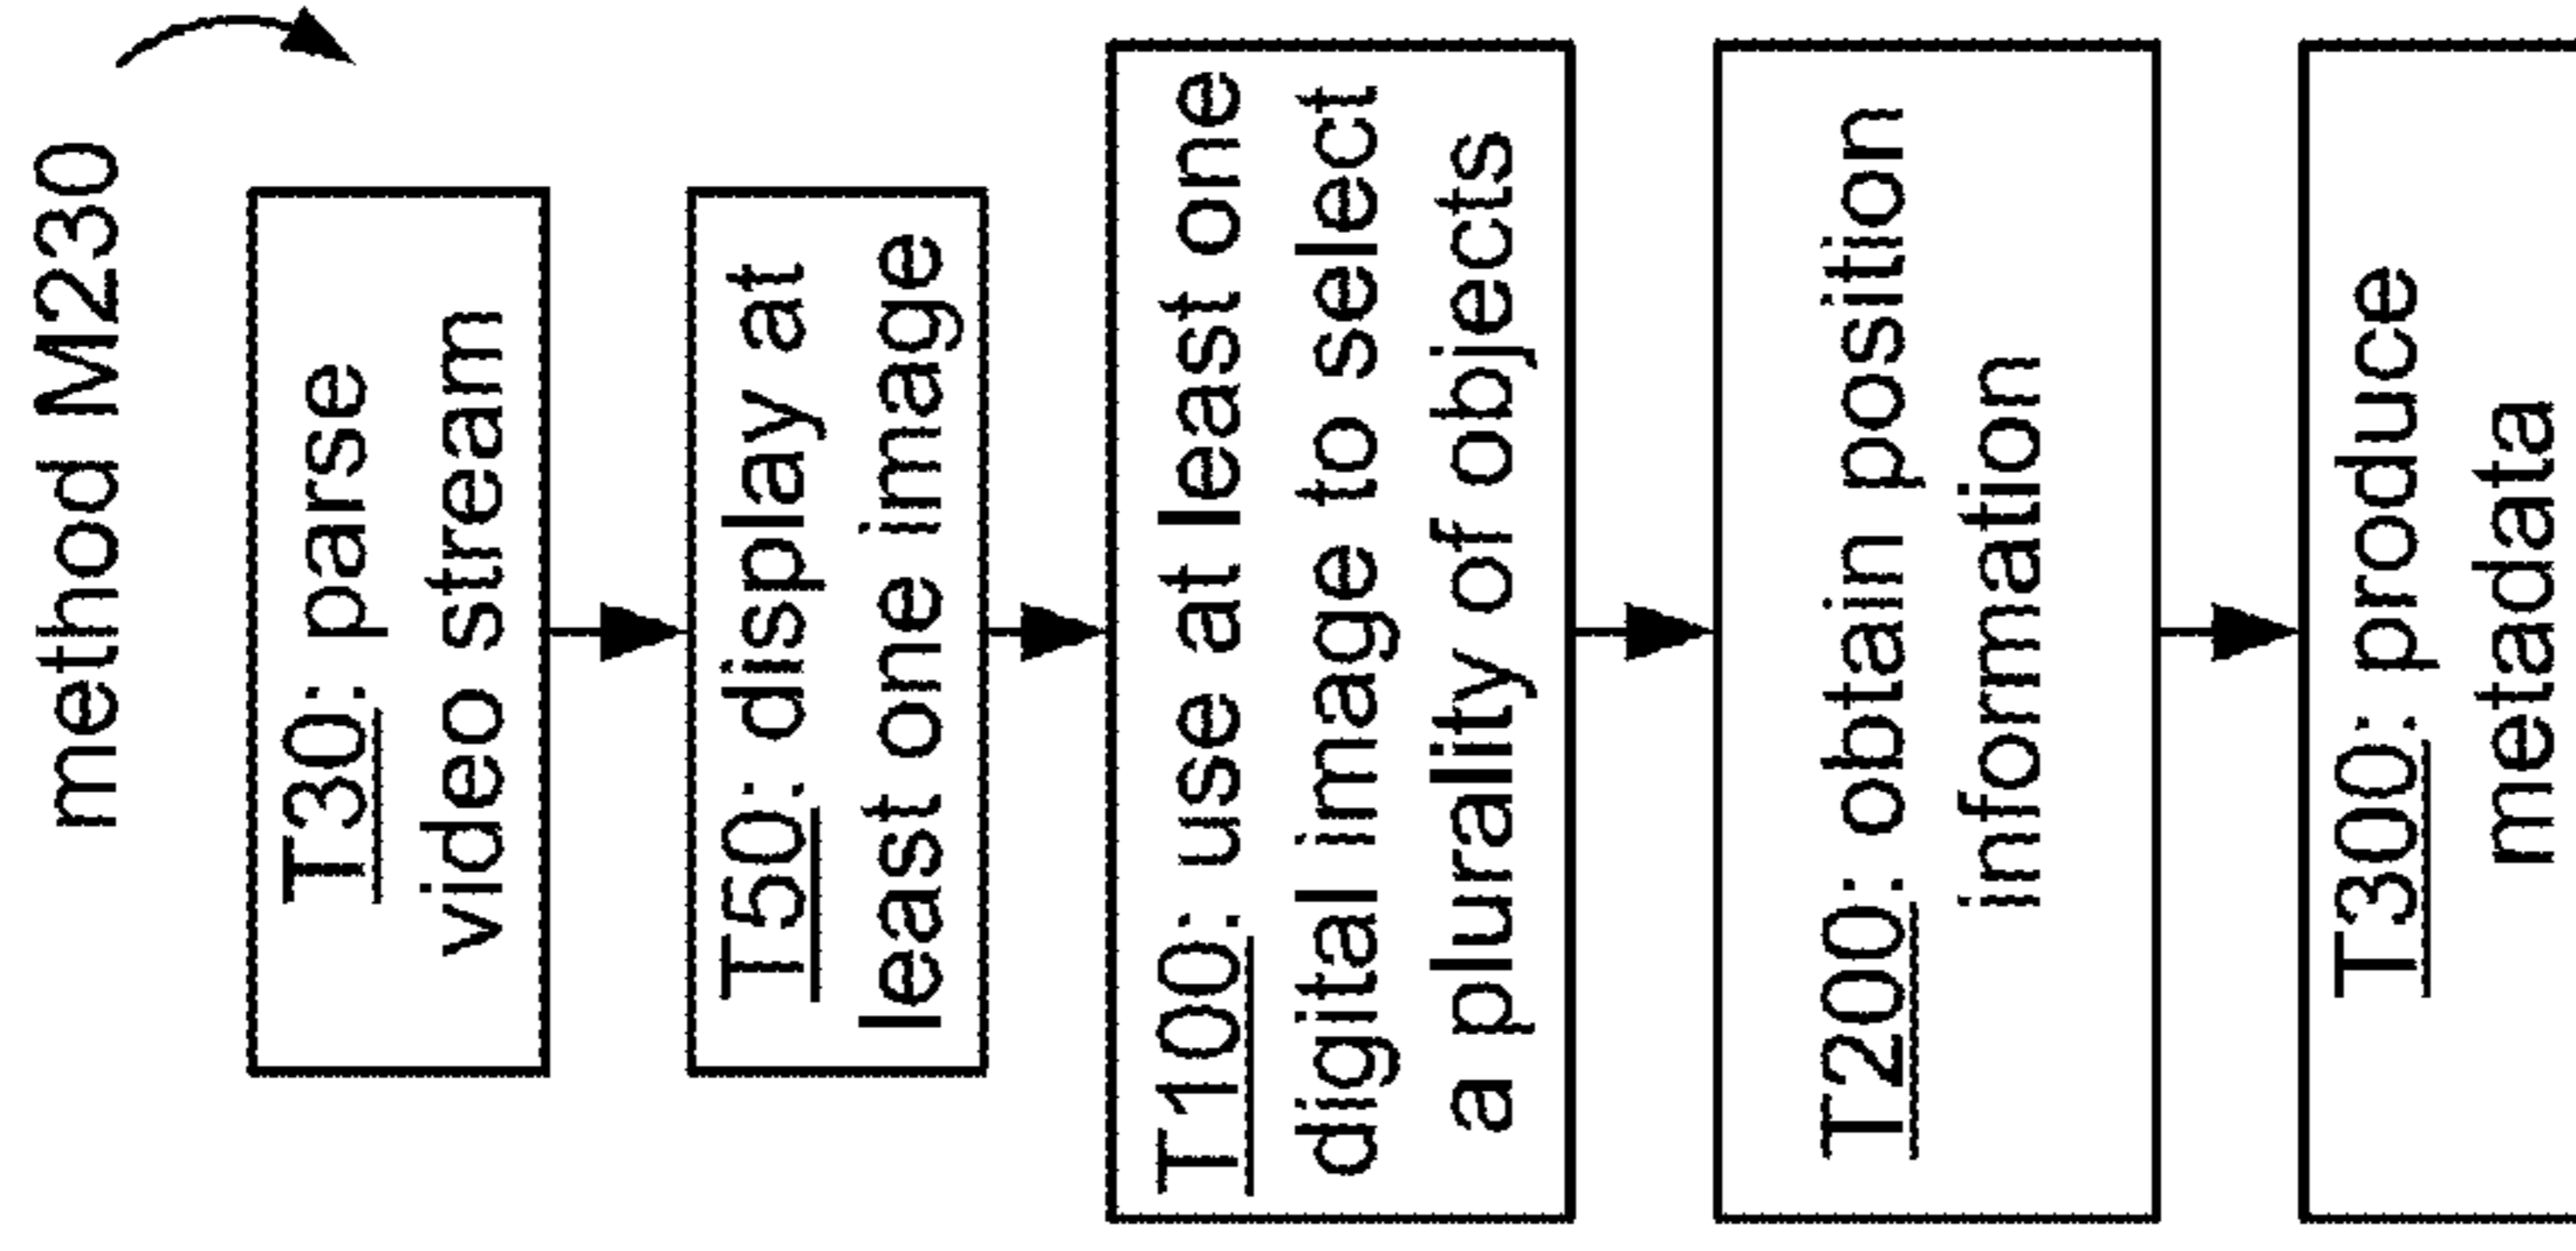 method M230
T30: parse
video stream
T50: display at
least one image
T100: use at least one
digital image to select
a plurality of objects
T200: obtain position
information
T300: produce
metadata